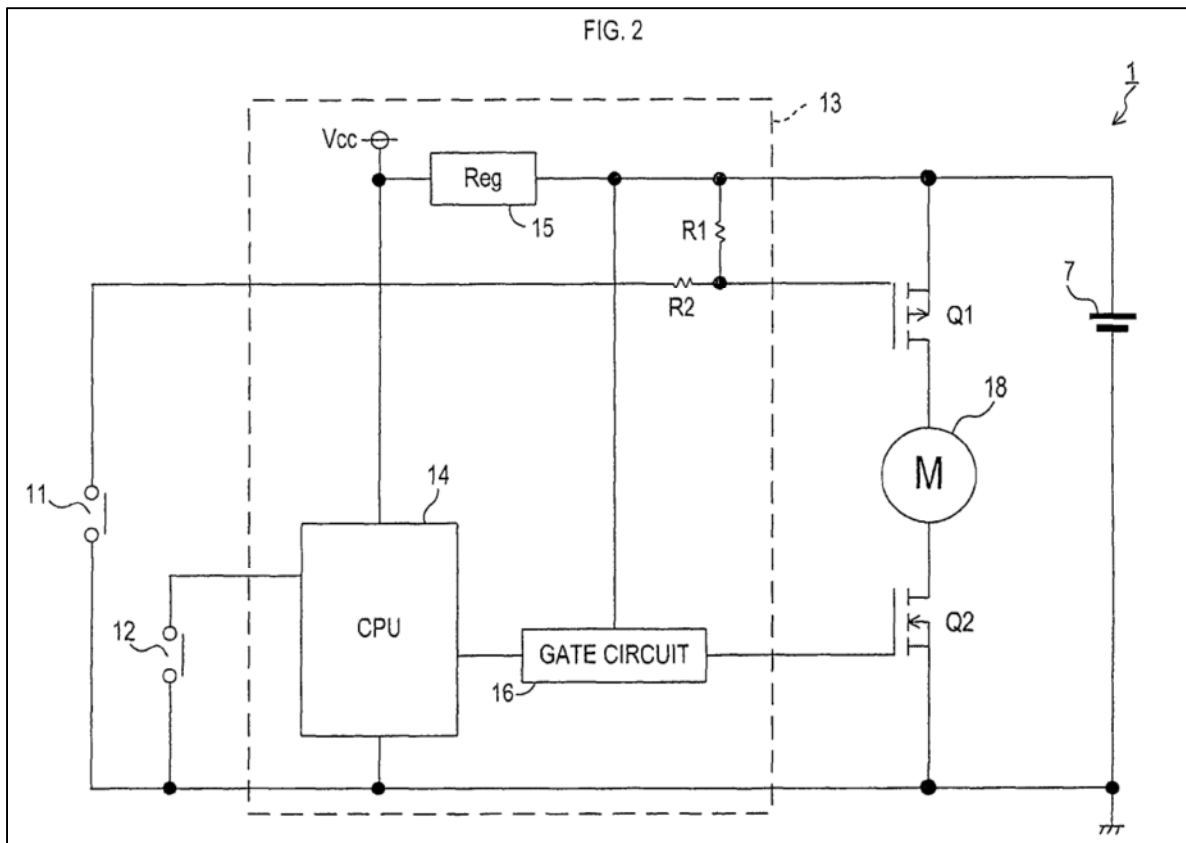 FIG. 2
1
13
Vcc
Reg
15
R1
R2
7
Q1
18
M
11
14
CPU
12
GATE CIRCUIT
16
Q2